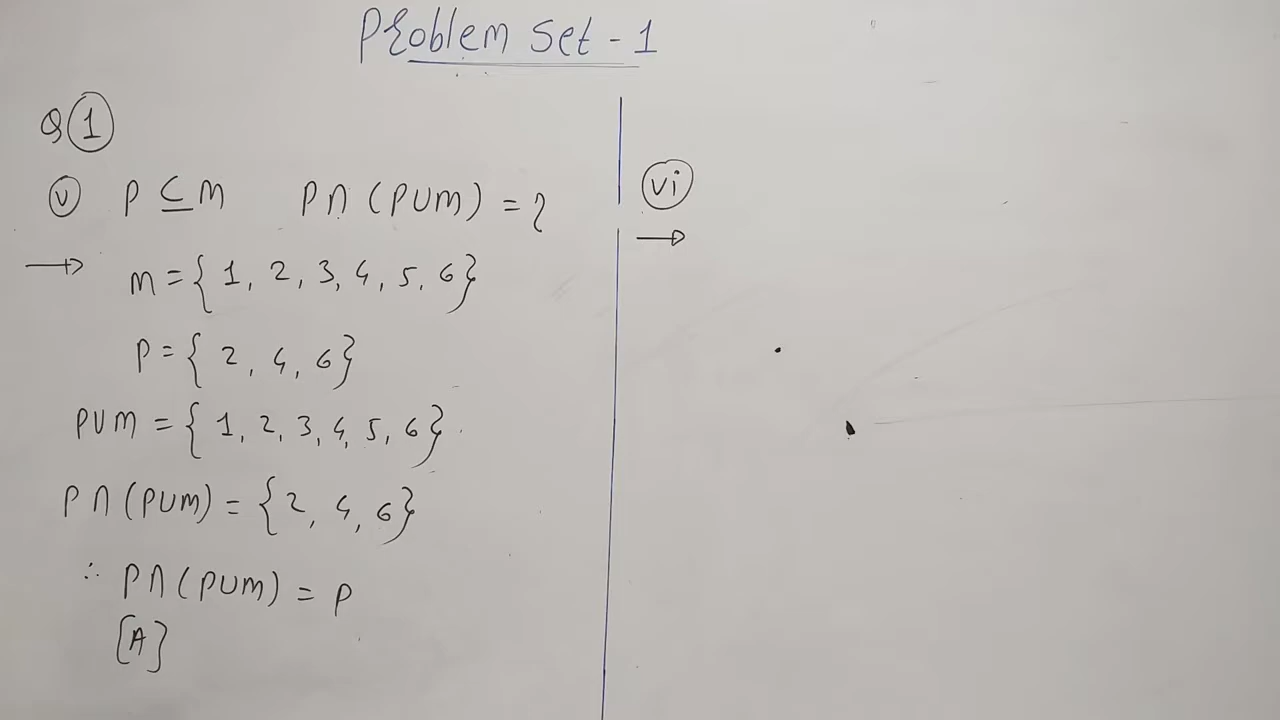 Problem Set - 1
Q 1
v P ⊆ M P∩(P∪M) = ?
→ M = { 1, 2, 3, 4, 5, 6}
P = { 2, 4, 6}
P∪M = { 1, 2, 3, 4, 5, 6}
P∩(P∪M) = { 2, 4, 6}
∴ P∩(P∪M) = P
[A]
vi
→